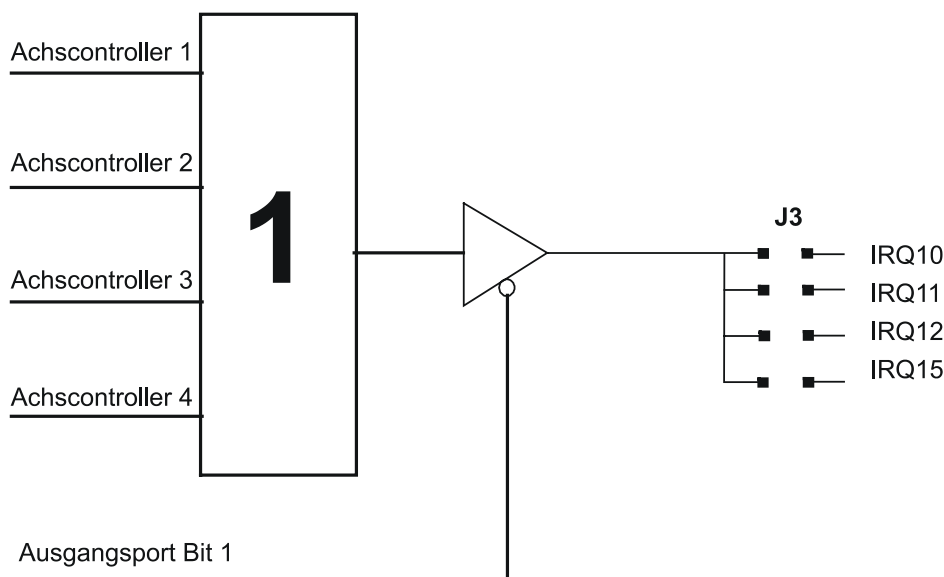 Achscontroller 1
Achscontroller 2
Achscontroller 3
Achscontroller 4
1
J3
IRQ10
IRQ11
IRQ12
IRQ15
Ausgangsport Bit 1